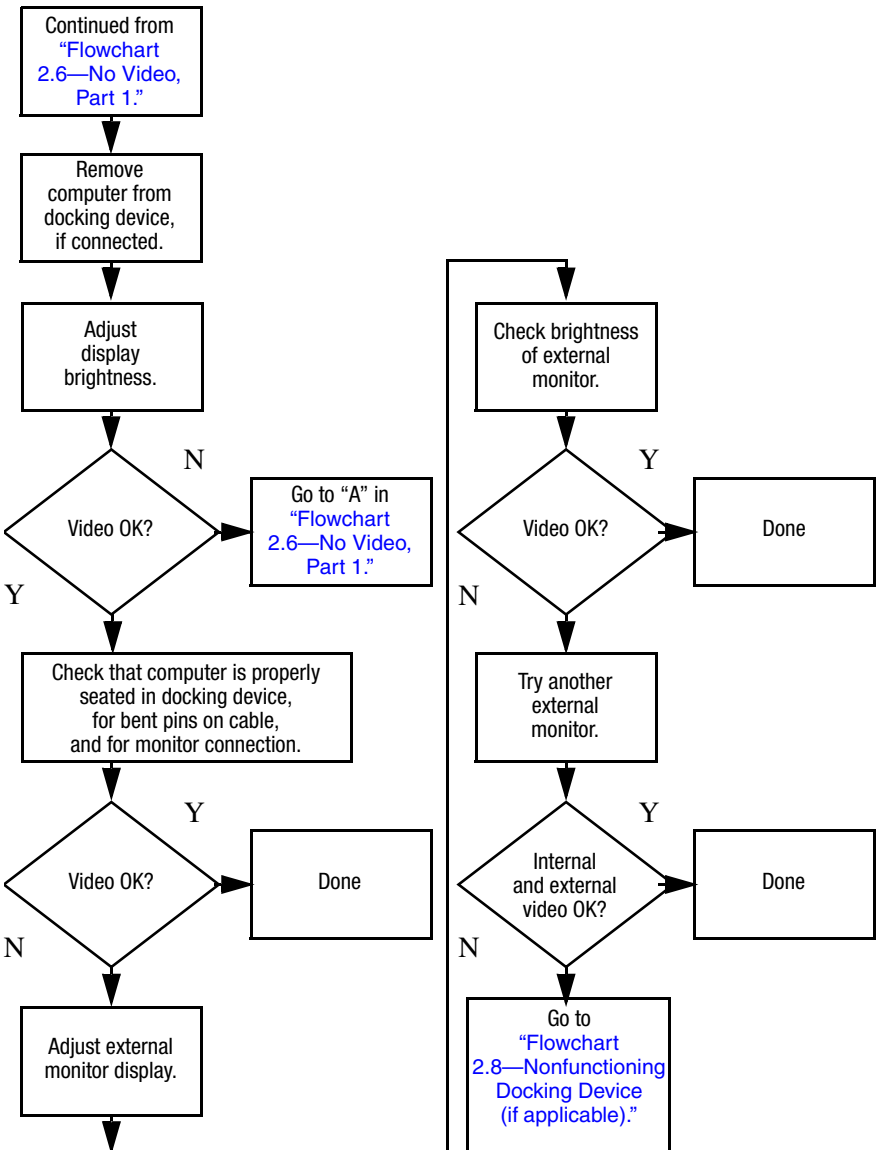 Continued from
“Flowchart
2.6—No Video,
Part 1.”
Remove
computer from
docking device,
if connected.
Adjust
display
brightness.
N
Video OK?
Go to “A” in
“Flowchart
2.6—No Video,
Part 1.”
Y
Check that computer is properly
seated in docking device,
for bent pins on cable,
and for monitor connection.
Y
Video OK?
Done
N
Adjust external
monitor display.
Check brightness
of external
monitor.
Y
Video OK?
Done
N
Try another
external
monitor.
Y
Internal
and external
video OK?
Done
N
Go to
“Flowchart
2.8—Nonfunctioning
Docking Device
(if applicable).”